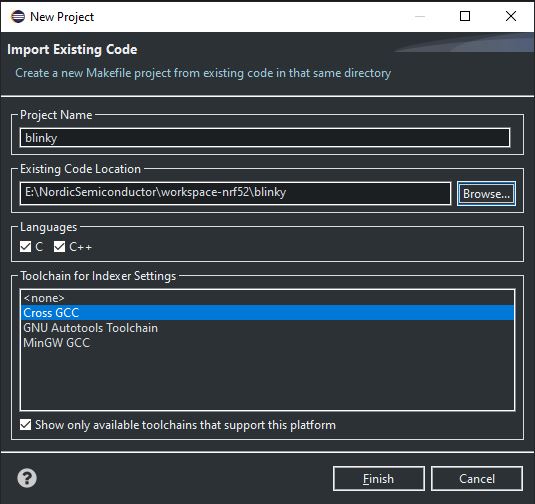 New Project
Import Existing Code
Create a new Makefile project from existing code in that same directory
Project Name
blinky
Existing Code Location
E:\NordicSemiconductor\workspace-nrf52\blinky
Browse...
Languages
C
C++
Toolchain for Indexer Settings
<none>
Cross GCC
GNU Autotools Toolchain
MinGW GCC
Show only available toolchains that support this platform
?
Finish
Cancel